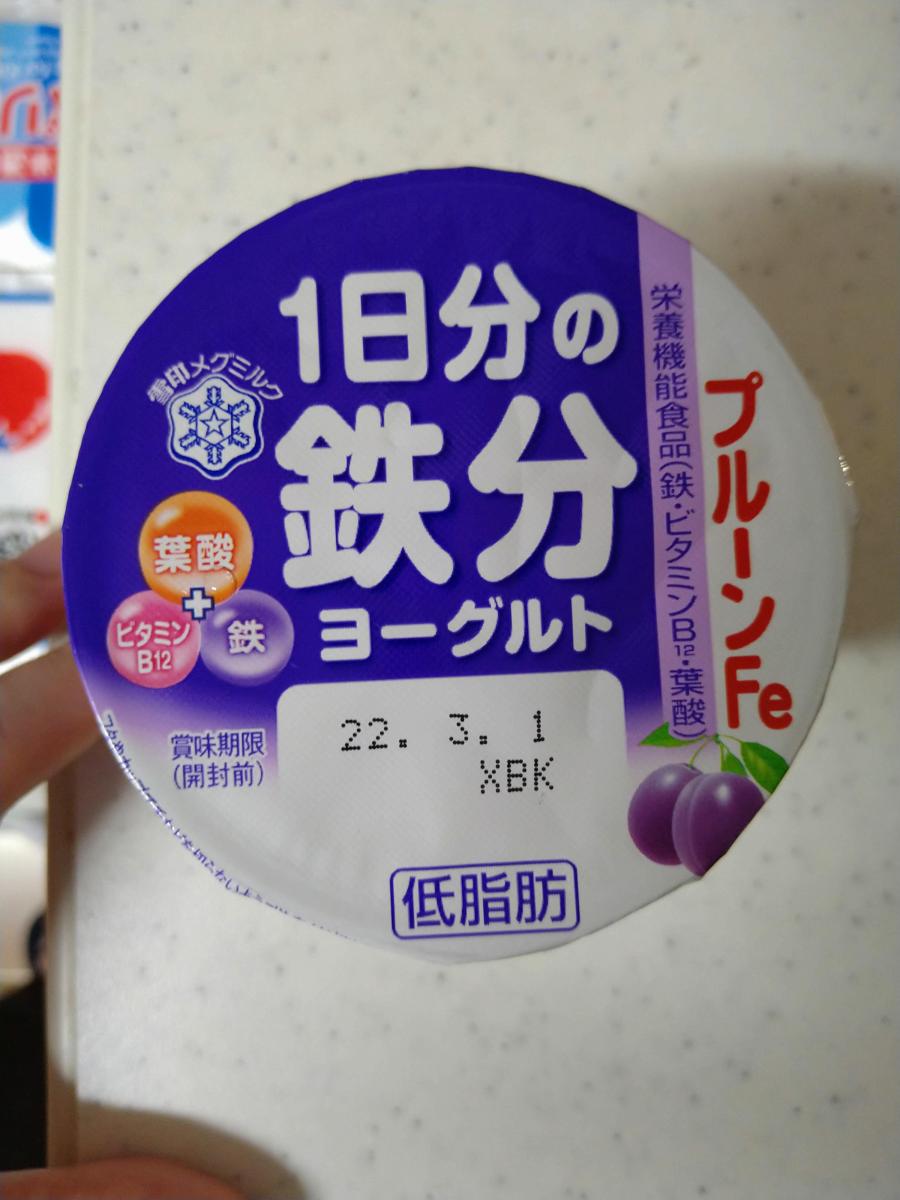 雪印メグミルク
1日分の
鉄分
ヨーグルト
葉酸
+
ビタミン
B12
鉄
栄養機能食品(鉄・ビタミンB12・葉酸)
プルーンFe
賞味期限
(開封前)
22. 3. 1
XBK
低脂肪